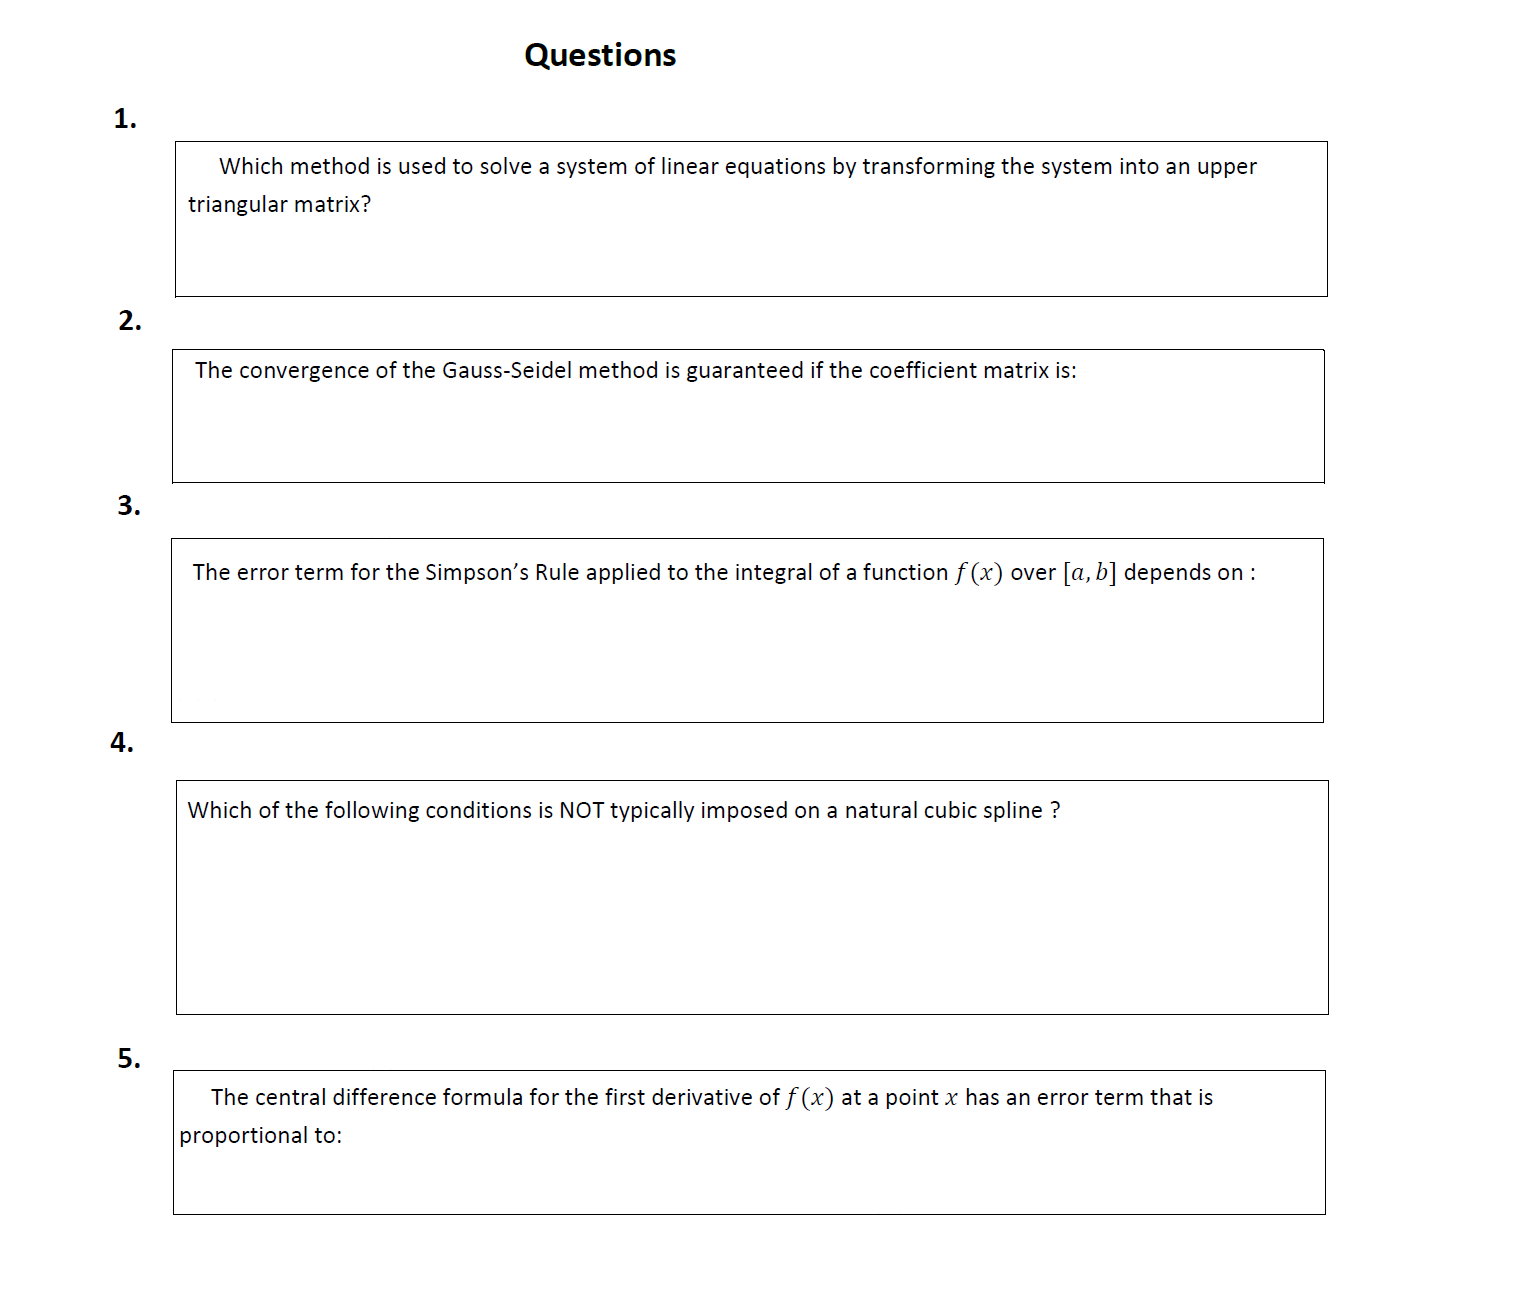 Questions
1.
Which method is used to solve a system of linear equations by transforming the system into an upper
triangular matrix?
2.
The convergence of the Gauss-Seidel method is guaranteed if the coefficient matrix is:
3.
The error term for the Simpson’s Rule applied to the integral of a function f(x) over [a, b] depends on :
4.
Which of the following conditions is NOT typically imposed on a natural cubic spline ?
5.
The central difference formula for the first derivative of f(x) at a point x has an error term that is
proportional to: